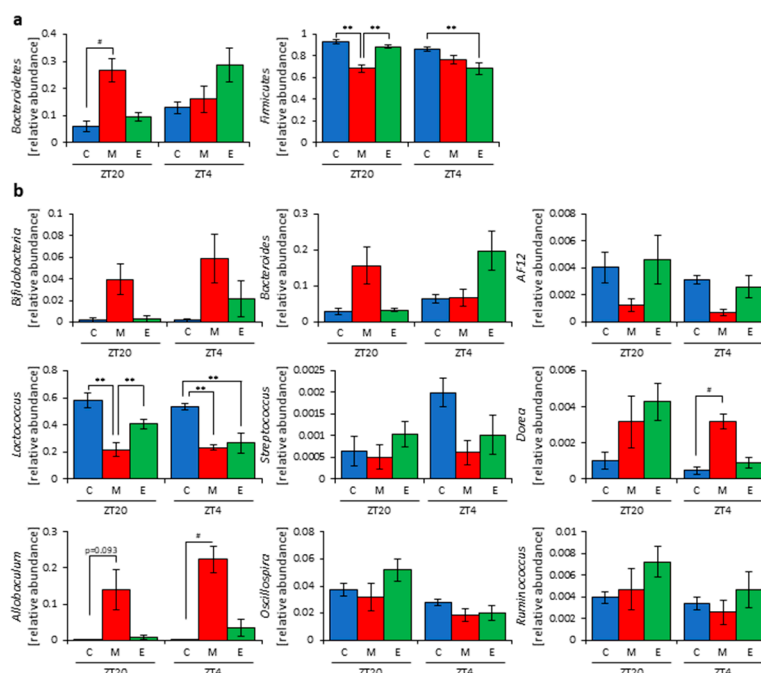 a
Bacteroidetes
[relative abundance]
0.4
0.3
0.2
0.1
0
#
C M E C M E
ZT20 ZT4
Firmicutes
[relative abundance]
1
0.8
0.6
0.4
0.2
0
** ** **
C M E C M E
ZT20 ZT4
b
Bifidobacteria
[relative abundance]
0.1
0.08
0.06
0.04
0.02
0
C M E C M E
ZT20 ZT4
Bacteroides
[relative abundance]
0.3
0.2
0.1
0
C M E C M E
ZT20 ZT4
AF12
[relative abundance]
0.008
0.006
0.004
0.002
0.000
C M E C M E
ZT20 ZT4
Lactococcus
[relative abundance]
0.8
0.6
0.4
0.2
0
** ** **
**
C M E C M E
ZT20 ZT4
Streptococcus
[relative abundance]
0.0025
0.002
0.0015
0.001
0.0005
0
C M E C M E
ZT20 ZT4
Dorea
[relative abundance]
0.006
0.004
0.002
0
#
C M E C M E
ZT20 ZT4
Allobaculum
[relative abundance]
0.3
0.2
0.1
0
p=0.093 #
C M E C M E
ZT20 ZT4
Oscillospira
[relative abundance]
0.08
0.06
0.04
0.02
0
C M E C M E
ZT20 ZT4
Ruminococcus
[relative abundance]
0.01
0.008
0.006
0.004
0.002
0
C M E C M E
ZT20 ZT4